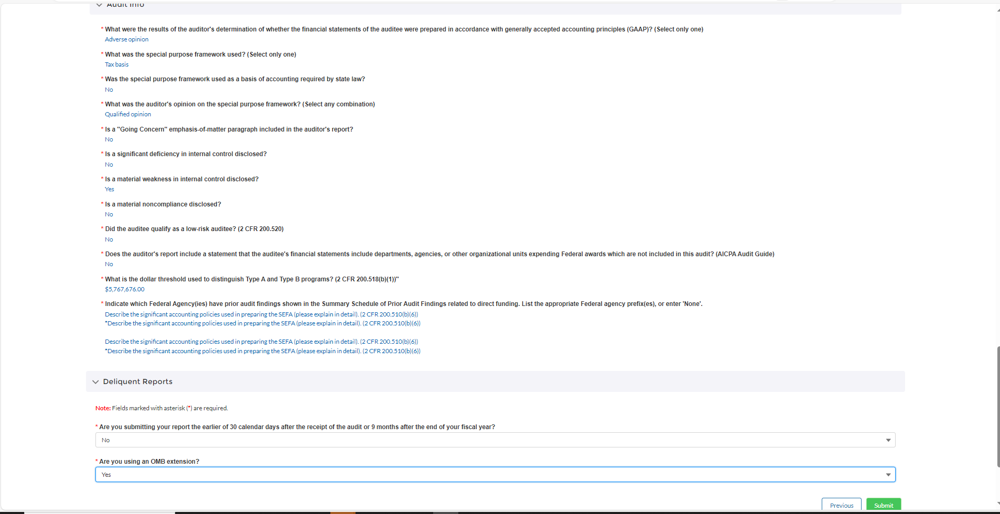 Audit Info
* What were the results of the auditor's determination of whether the financial statements of the auditee were prepared in accordance with generally accepted accounting principles (GAAP)? (Select only one)
Adverse opinion
* What was the special purpose framework used? (Select only one)
Tax basis
* Was the special purpose framework used as a basis of accounting required by state law?
No
* What was the auditor's opinion on the special purpose framework? (Select any combination)
Qualified opinion
* Is a "Going Concern" emphasis-of-matter paragraph included in the auditor's report?
No
* Is a significant deficiency in internal control disclosed?
No
* Is a material weakness in internal control disclosed?
Yes
* Is a material noncompliance disclosed?
No
* Did the auditee qualify as a low-risk auditee? (2 CFR 200.520)
No
* Does the auditor's report include a statement that the auditee's financial statements include departments, agencies, or other organizational units expending Federal awards which are not included in this audit? (AICPA Audit Guide)
No
* What is the dollar threshold used to distinguish Type A and Type B programs? (2 CFR 200.518(b)(1))"
$5,767,676.00
* Indicate which Federal Agency(ies) have prior audit findings shown in the Summary Schedule of Prior Audit Findings related to direct funding. List the appropriate Federal agency prefix(es), or enter 'None'.
Describe the significant accounting policies used in preparing the SEFA (please explain in detail). (2 CFR 200.510(b)(6))
*Describe the significant accounting policies used in preparing the SEFA (please explain in detail). (2 CFR 200.510(b)(6))
Describe the significant accounting policies used in preparing the SEFA (please explain in detail). (2 CFR 200.510(b)(6))
*Describe the significant accounting policies used in preparing the SEFA (please explain in detail). (2 CFR 200.510(b)(6))
Deliquent Reports
Note: Fields marked with asterisk (*) are required.
* Are you submitting your report the earlier of 30 calendar days after the receipt of the audit or 9 months after the end of your fiscal year?
No
* Are you using an OMB extension?
Yes
Previous Submit